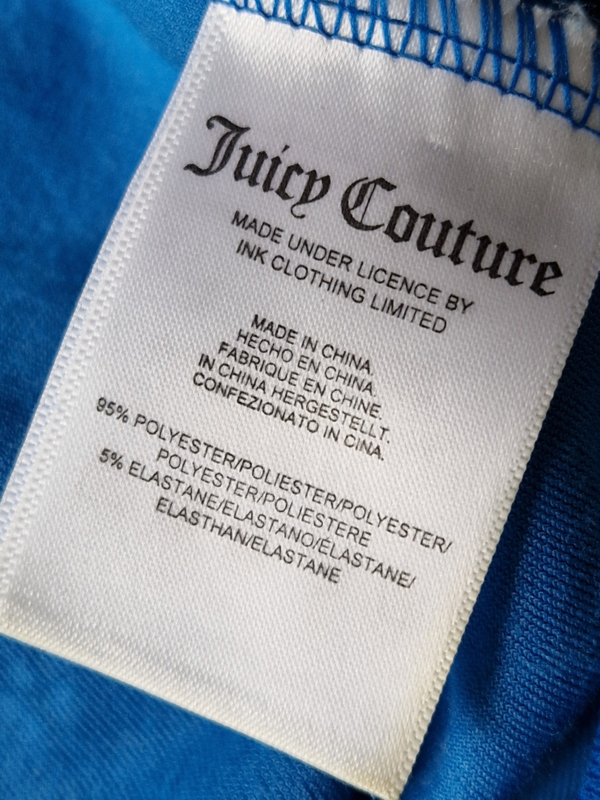 Juicy Couture
MADE UNDER LICENCE BY
INK CLOTHING LIMITED
MADE IN CHINA
HECHO EN CHINA.
FABRIQUE EN CHINE.
IN CHINA HERGESTELLT.
CONFEZIONATO IN CINA.
95% POLYESTER/POLIESTER/POLYESTER/
POLYESTER/POLIESTERE
5% ELASTANE/ELASTANO/ÉLASTANE/
ELASTHAN/ELASTANE